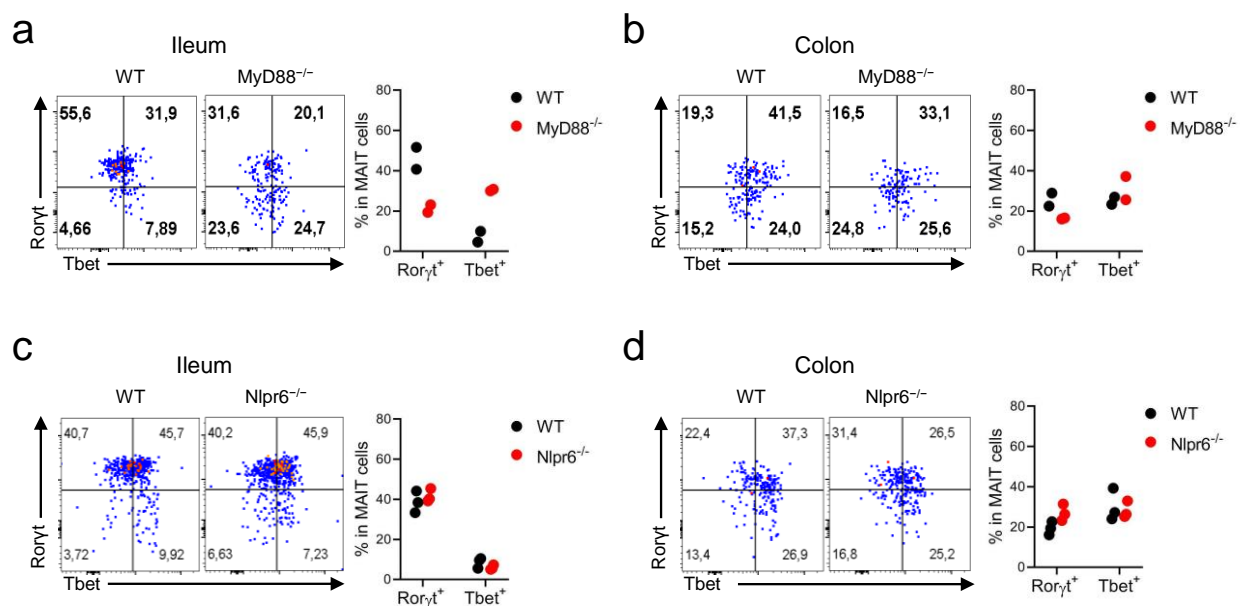 a
Ileum
WT MyD88⁻/⁻
55,6 31,9 31,6 20,1
4,66 7,89 23,6 24,7
Rorγt
Tbet
% in MAIT cells
80
60
40
20
0
Rorγt⁺ Tbet⁺
WT
MyD88⁻/⁻
b
Colon
WT MyD88⁻/⁻
19,3 41,5 16,5 33,1
15,2 24,0 24,8 25,6
Rorγt
Tbet
% in MAIT cells
80
60
40
20
0
Rorγt⁺ Tbet⁺
WT
MyD88⁻/⁻
c
Ileum
WT Nlpr6⁻/⁻
40,7 45,7 40,2 45,9
3,72 9,92 6,63 7,23
Rorγt
Tbet
% in MAIT cells
80
60
40
20
0
Rorγt⁺ Tbet⁺
WT
Nlpr6⁻/⁻
d
Colon
WT Nlpr6⁻/⁻
22,4 37,3 31,4 26,5
13,4 26,9 16,8 25,2
Rorγt
Tbet
% in MAIT cells
80
60
40
20
0
Rorγt⁺ Tbet⁺
WT
Nlpr6⁻/⁻